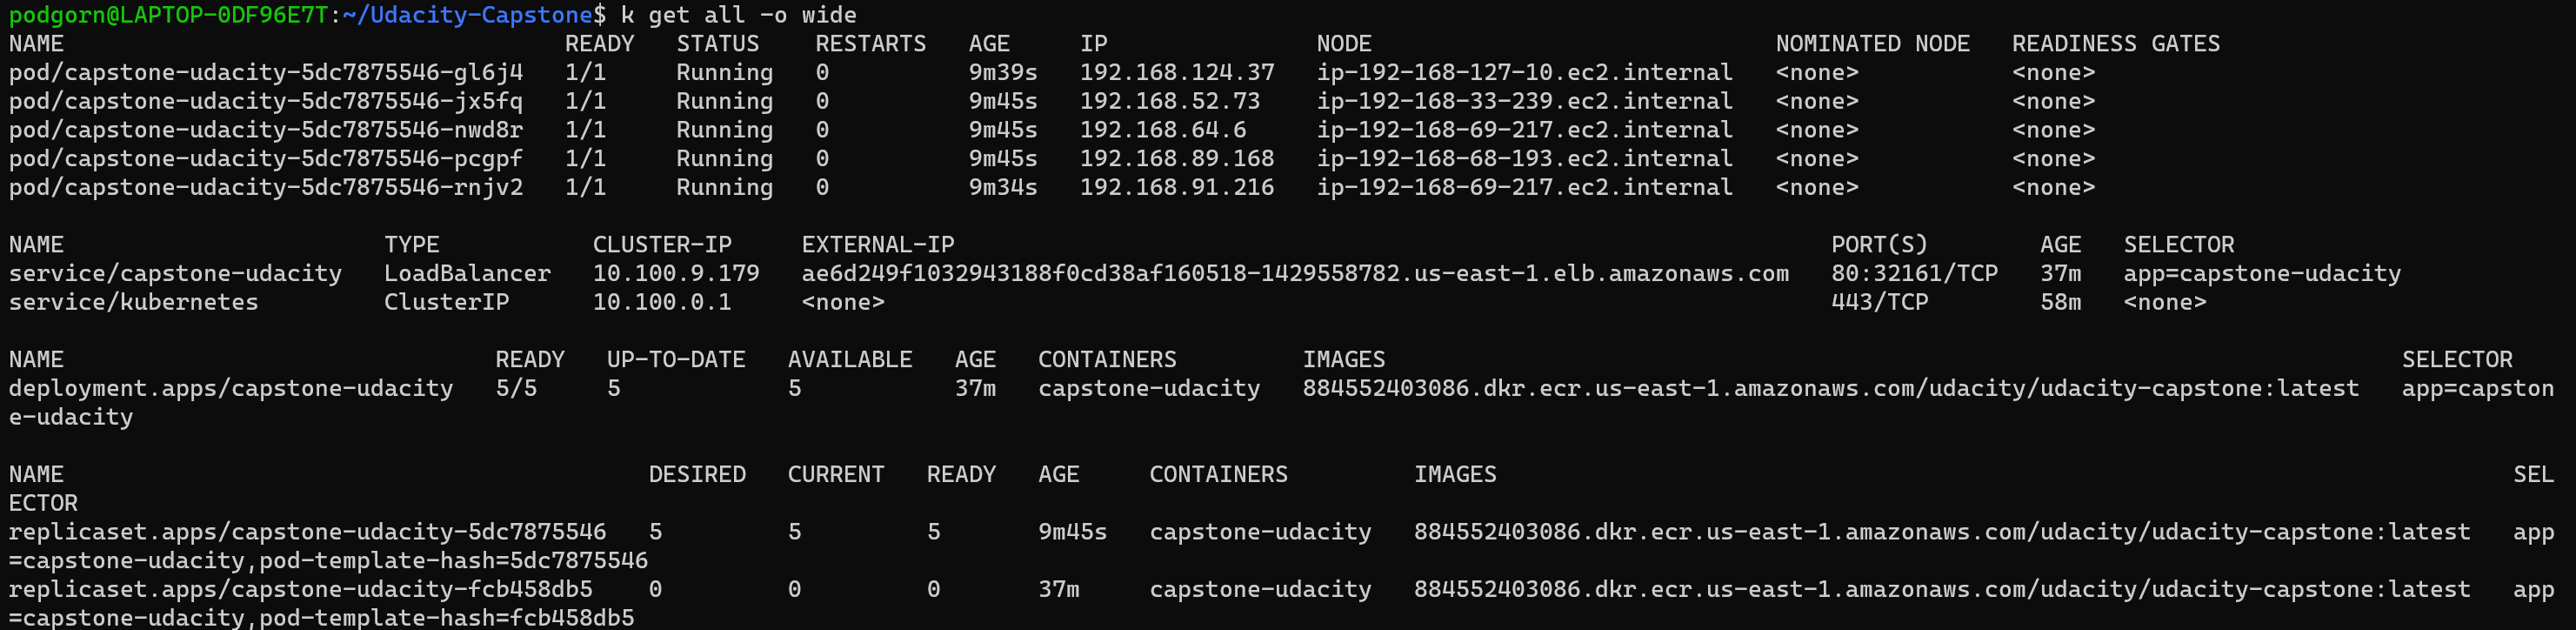 podgorn@LAPTOP-0DF96E7T:~/Udacity-Capstone$ k get all -o wide
NAME READY STATUS RESTARTS AGE IP NODE NOMINATED NODE READINESS GATES
pod/capstone-udacity-5dc7875546-gl6j4 1/1 Running 0 9m39s 192.168.124.37 ip-192-168-127-10.ec2.internal <none> <none>
pod/capstone-udacity-5dc7875546-jx5fq 1/1 Running 0 9m45s 192.168.52.73 ip-192-168-33-239.ec2.internal <none> <none>
pod/capstone-udacity-5dc7875546-nwd8r 1/1 Running 0 9m45s 192.168.64.6 ip-192-168-69-217.ec2.internal <none> <none>
pod/capstone-udacity-5dc7875546-pcgpf 1/1 Running 0 9m45s 192.168.89.168 ip-192-168-68-193.ec2.internal <none> <none>
pod/capstone-udacity-5dc7875546-rnjv2 1/1 Running 0 9m34s 192.168.91.216 ip-192-168-69-217.ec2.internal <none> <none>
NAME TYPE CLUSTER-IP EXTERNAL-IP PORT(S) AGE SELECTOR
service/capstone-udacity LoadBalancer 10.100.9.179 ae6d249f1032943188f0cd38af160518-1429558782.us-east-1.elb.amazonaws.com 80:32161/TCP 37m app=capstone-udacity
service/kubernetes ClusterIP 10.100.0.1 <none> 443/TCP 58m <none>
NAME READY UP-TO-DATE AVAILABLE AGE CONTAINERS IMAGES SELECTOR
deployment.apps/capstone-udacity 5/5 5 5 37m capstone-udacity 884552403086.dkr.ecr.us-east-1.amazonaws.com/udacity/udacity-capstone:latest app=capston
e-udacity
NAME DESIRED CURRENT READY AGE CONTAINERS IMAGES SEL
ECTOR
replicaset.apps/capstone-udacity-5dc7875546 5 5 5 9m45s capstone-udacity 884552403086.dkr.ecr.us-east-1.amazonaws.com/udacity/udacity-capstone:latest app
=capstone-udacity,pod-template-hash=5dc7875546
replicaset.apps/capstone-udacity-fcb458db5 0 0 0 37m capstone-udacity 884552403086.dkr.ecr.us-east-1.amazonaws.com/udacity/udacity-capstone:latest app
=capstone-udacity,pod-template-hash=fcb458db5